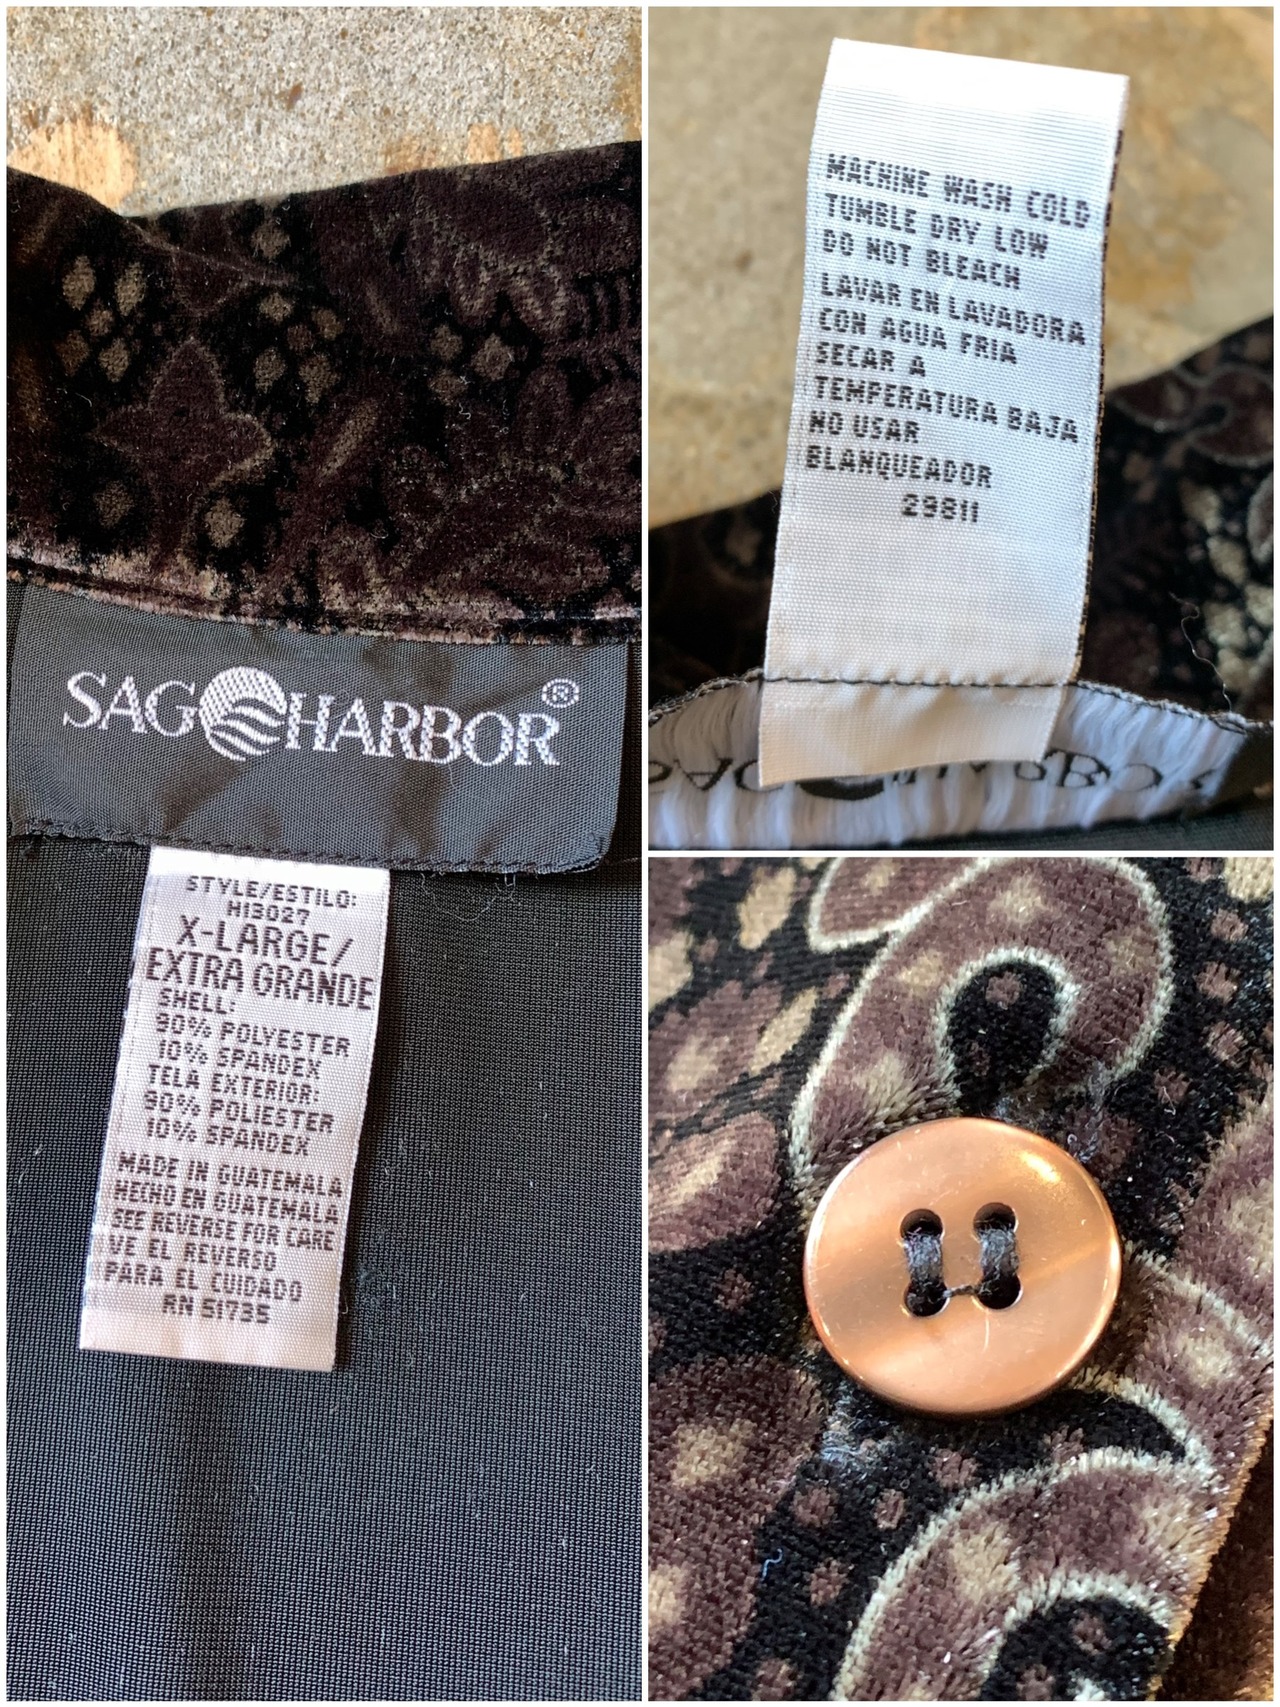 SAG HARBOR®
STYLE/ESTILO:
H13027
X-LARGE/
EXTRA GRANDE
SHELL:
90% POLYESTER
10% SPANDEX
TELA EXTERIOR:
90% POLIESTER
10% SPANDEX
MADE IN GUATEMALA
HECHO EN GUATEMALA
SEE REVERSE FOR CARE
VE EL REVERSO
PARA EL CUIDADO
RN 51735
MACHINE WASH COLD
TUMBLE DRY LOW
DO NOT BLEACH
LAVAR EN LAVADORA
CON AGUA FRIA
SECAR A
TEMPERATURA BAJA
NO USAR
BLANQUEADOR
29811